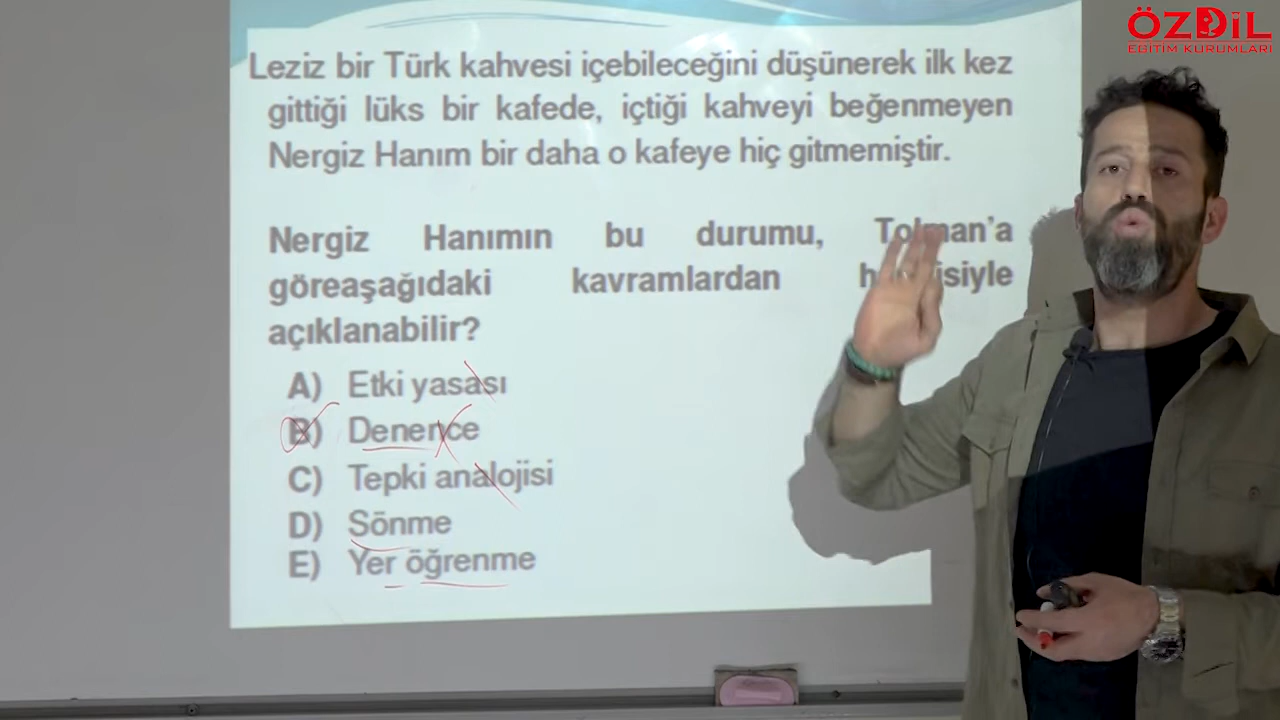 ÖZDİL
EĞİTİM KURUMLARI
Leziz bir Türk kahvesi içebileceğini düşünerek ilk kez
gittiği lüks bir kafede, içtiği kahveyi beğenmeyen
Nergiz Hanım bir daha o kafeye hiç gitmemiştir.
Nergiz Hanımın bu durumu, Tolman'a
göreaşağıdaki kavramlardan
açıklanabilir?
A) Etki yasası
B) Denence
C) Tepki analojisi
D) Sönme
E) Yer öğrenme